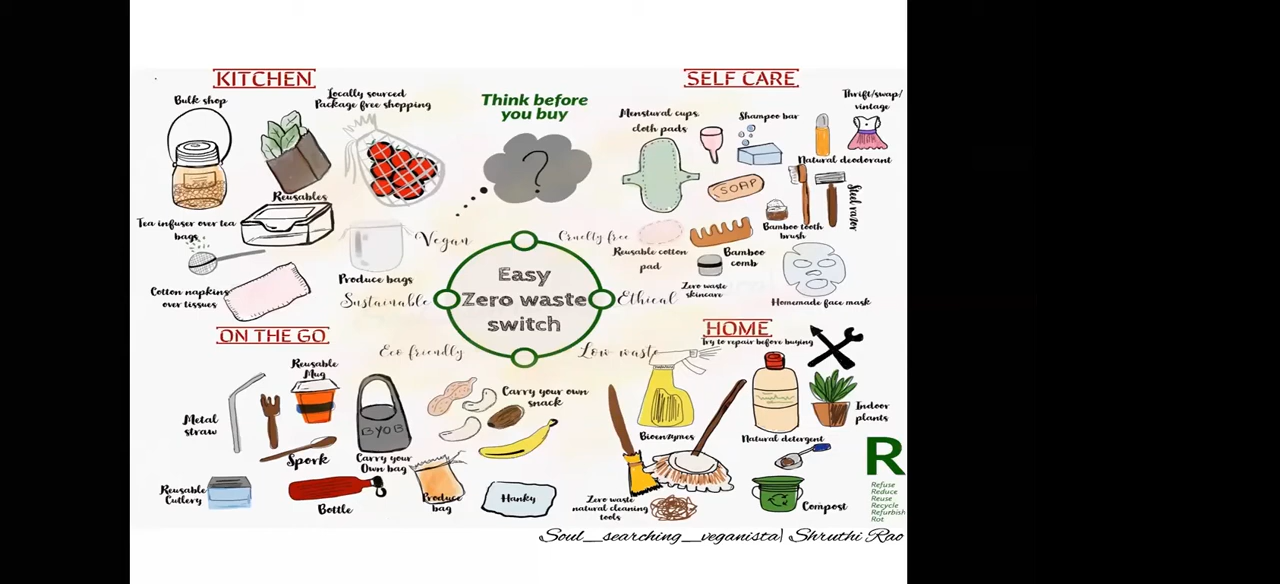 KITCHEN
Bulk shop
Locally sourced
Package free shopping
Reusables
Tea infuser over tea
bags
Produce bags
Cotton napkins
over tissues
Think before
you buy
?
SELF CARE
Menstural cups,
cloth pads
Shampoo bar
Thrift/swap/
vintage
Natural deodorant
SOAP
Steel razor
Bamboo tooth
brush
Reusable cotton
pad
Bamboo
comb
Zero waste
skincare
Homemade face mask
Vegan
Cruelty free
Sustainable
Easy
Zero waste
switch
Ethical
Eco friendly
Low waste
ON THE GO
Reusable
Mug
Metal
straw
Spork
BYOB
Carry your
Own bag
Carry your own
snack
Reusable
Cutlery
Bottle
Produce
bag
Hanky
HOME
Try to repair before buying
Bioenzymes
Natural detergent
Indoor
plants
Zero waste
natural cleaning
tools
Compost
R
Refuse
Reduce
Reuse
Recycle
Refurbish
Rot
Soul_searching_veganista| Shruthi Rao